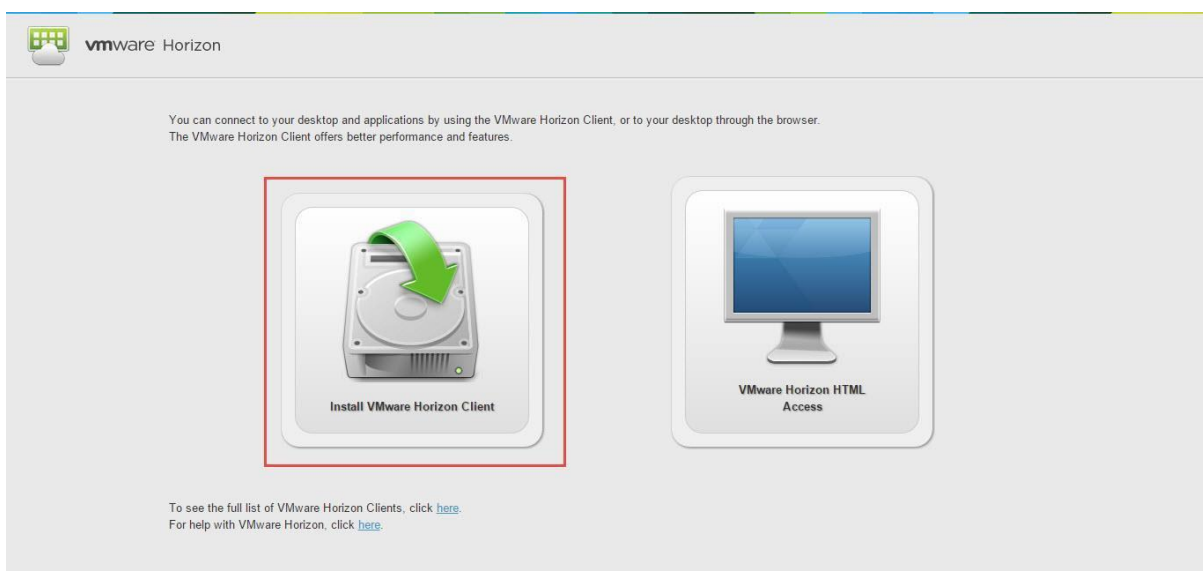 vmware Horizon
You can connect to your desktop and applications by using the VMware Horizon Client, or to your desktop through the browser.
The VMware Horizon Client offers better performance and features.
Install VMware Horizon Client
VMware Horizon HTML
Access
To see the full list of VMware Horizon Clients, click here.
For help with VMware Horizon, click here.